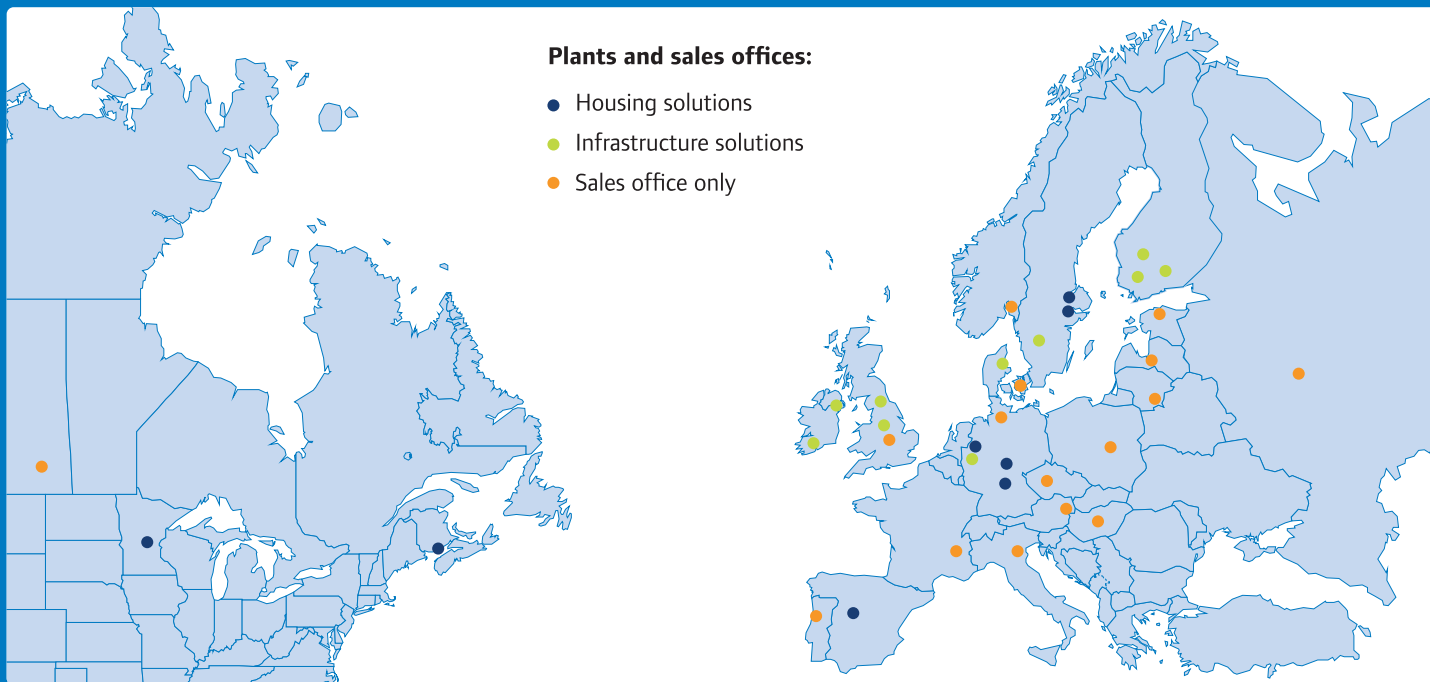 Plants and sales offices:
Housing solutions
Infrastructure solutions
Sales office only